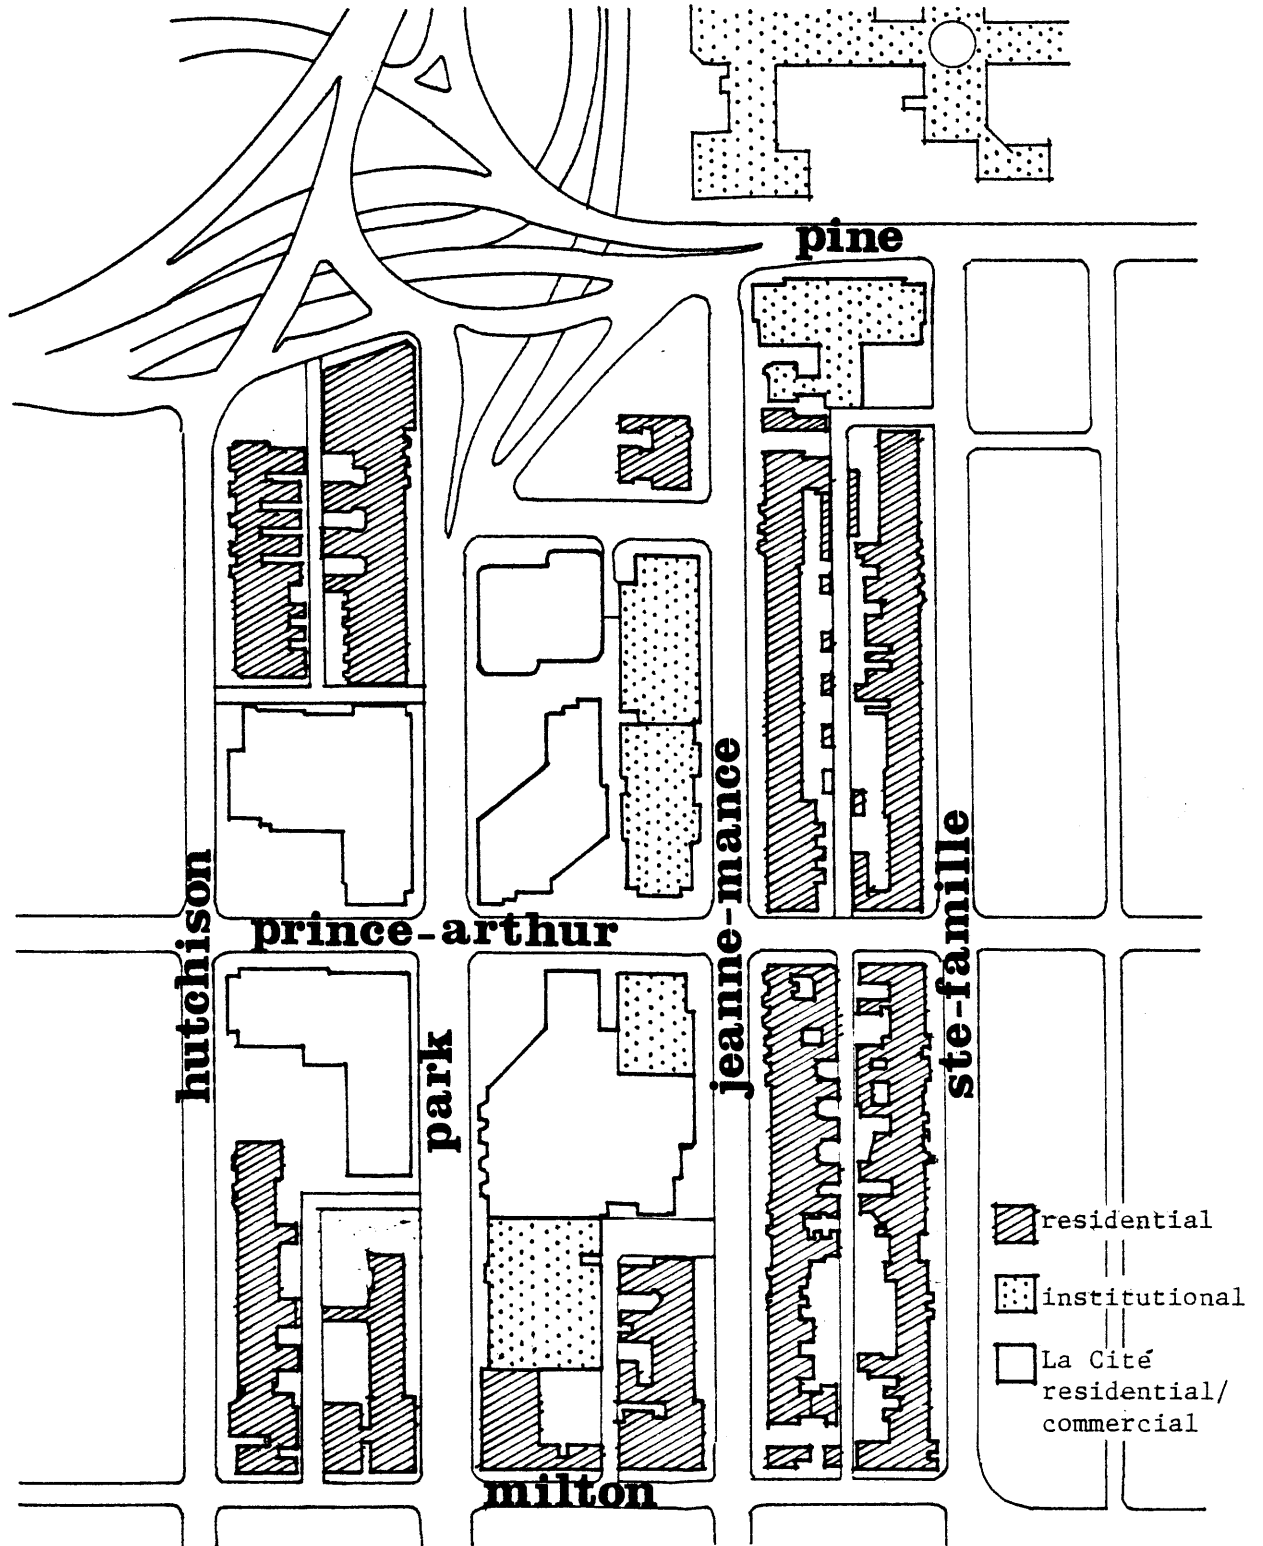 pine
hutchison
prince-arthur
park
jeanne-mance
ste-famille
residential
institutional
La Cité
residential/
commercial
milton